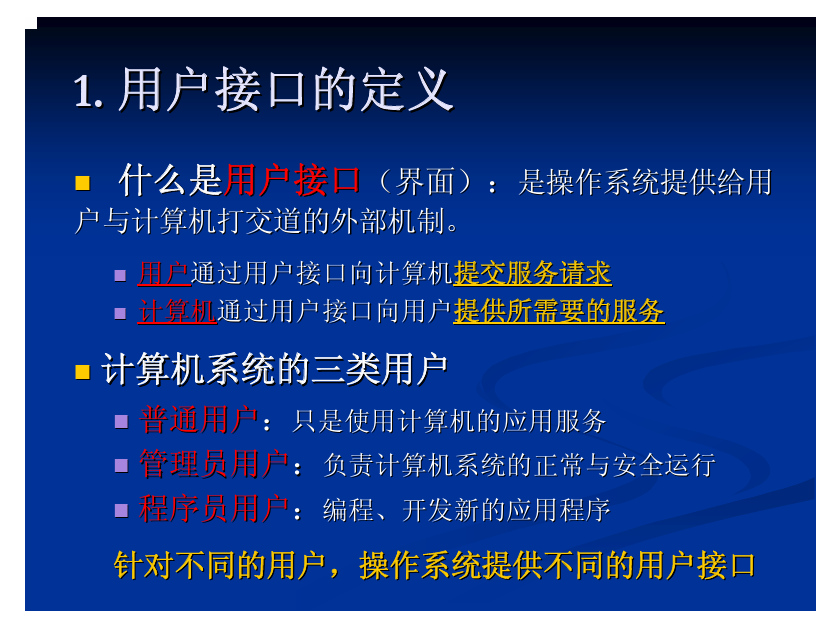 1. 用户接口的定义
什么是用户接口（界面）：是操作系统提供给用
户与计算机打交道的外部机制。
用户通过用户接口向计算机提交服务请求
计算机通过用户接口向用户提供所需要的服务
计算机系统的三类用户
普通用户：只是使用计算机的应用服务
管理员用户：负责计算机系统的正常与安全运行
程序员用户：编程、开发新的应用程序
针对不同的用户，操作系统提供不同的用户接口